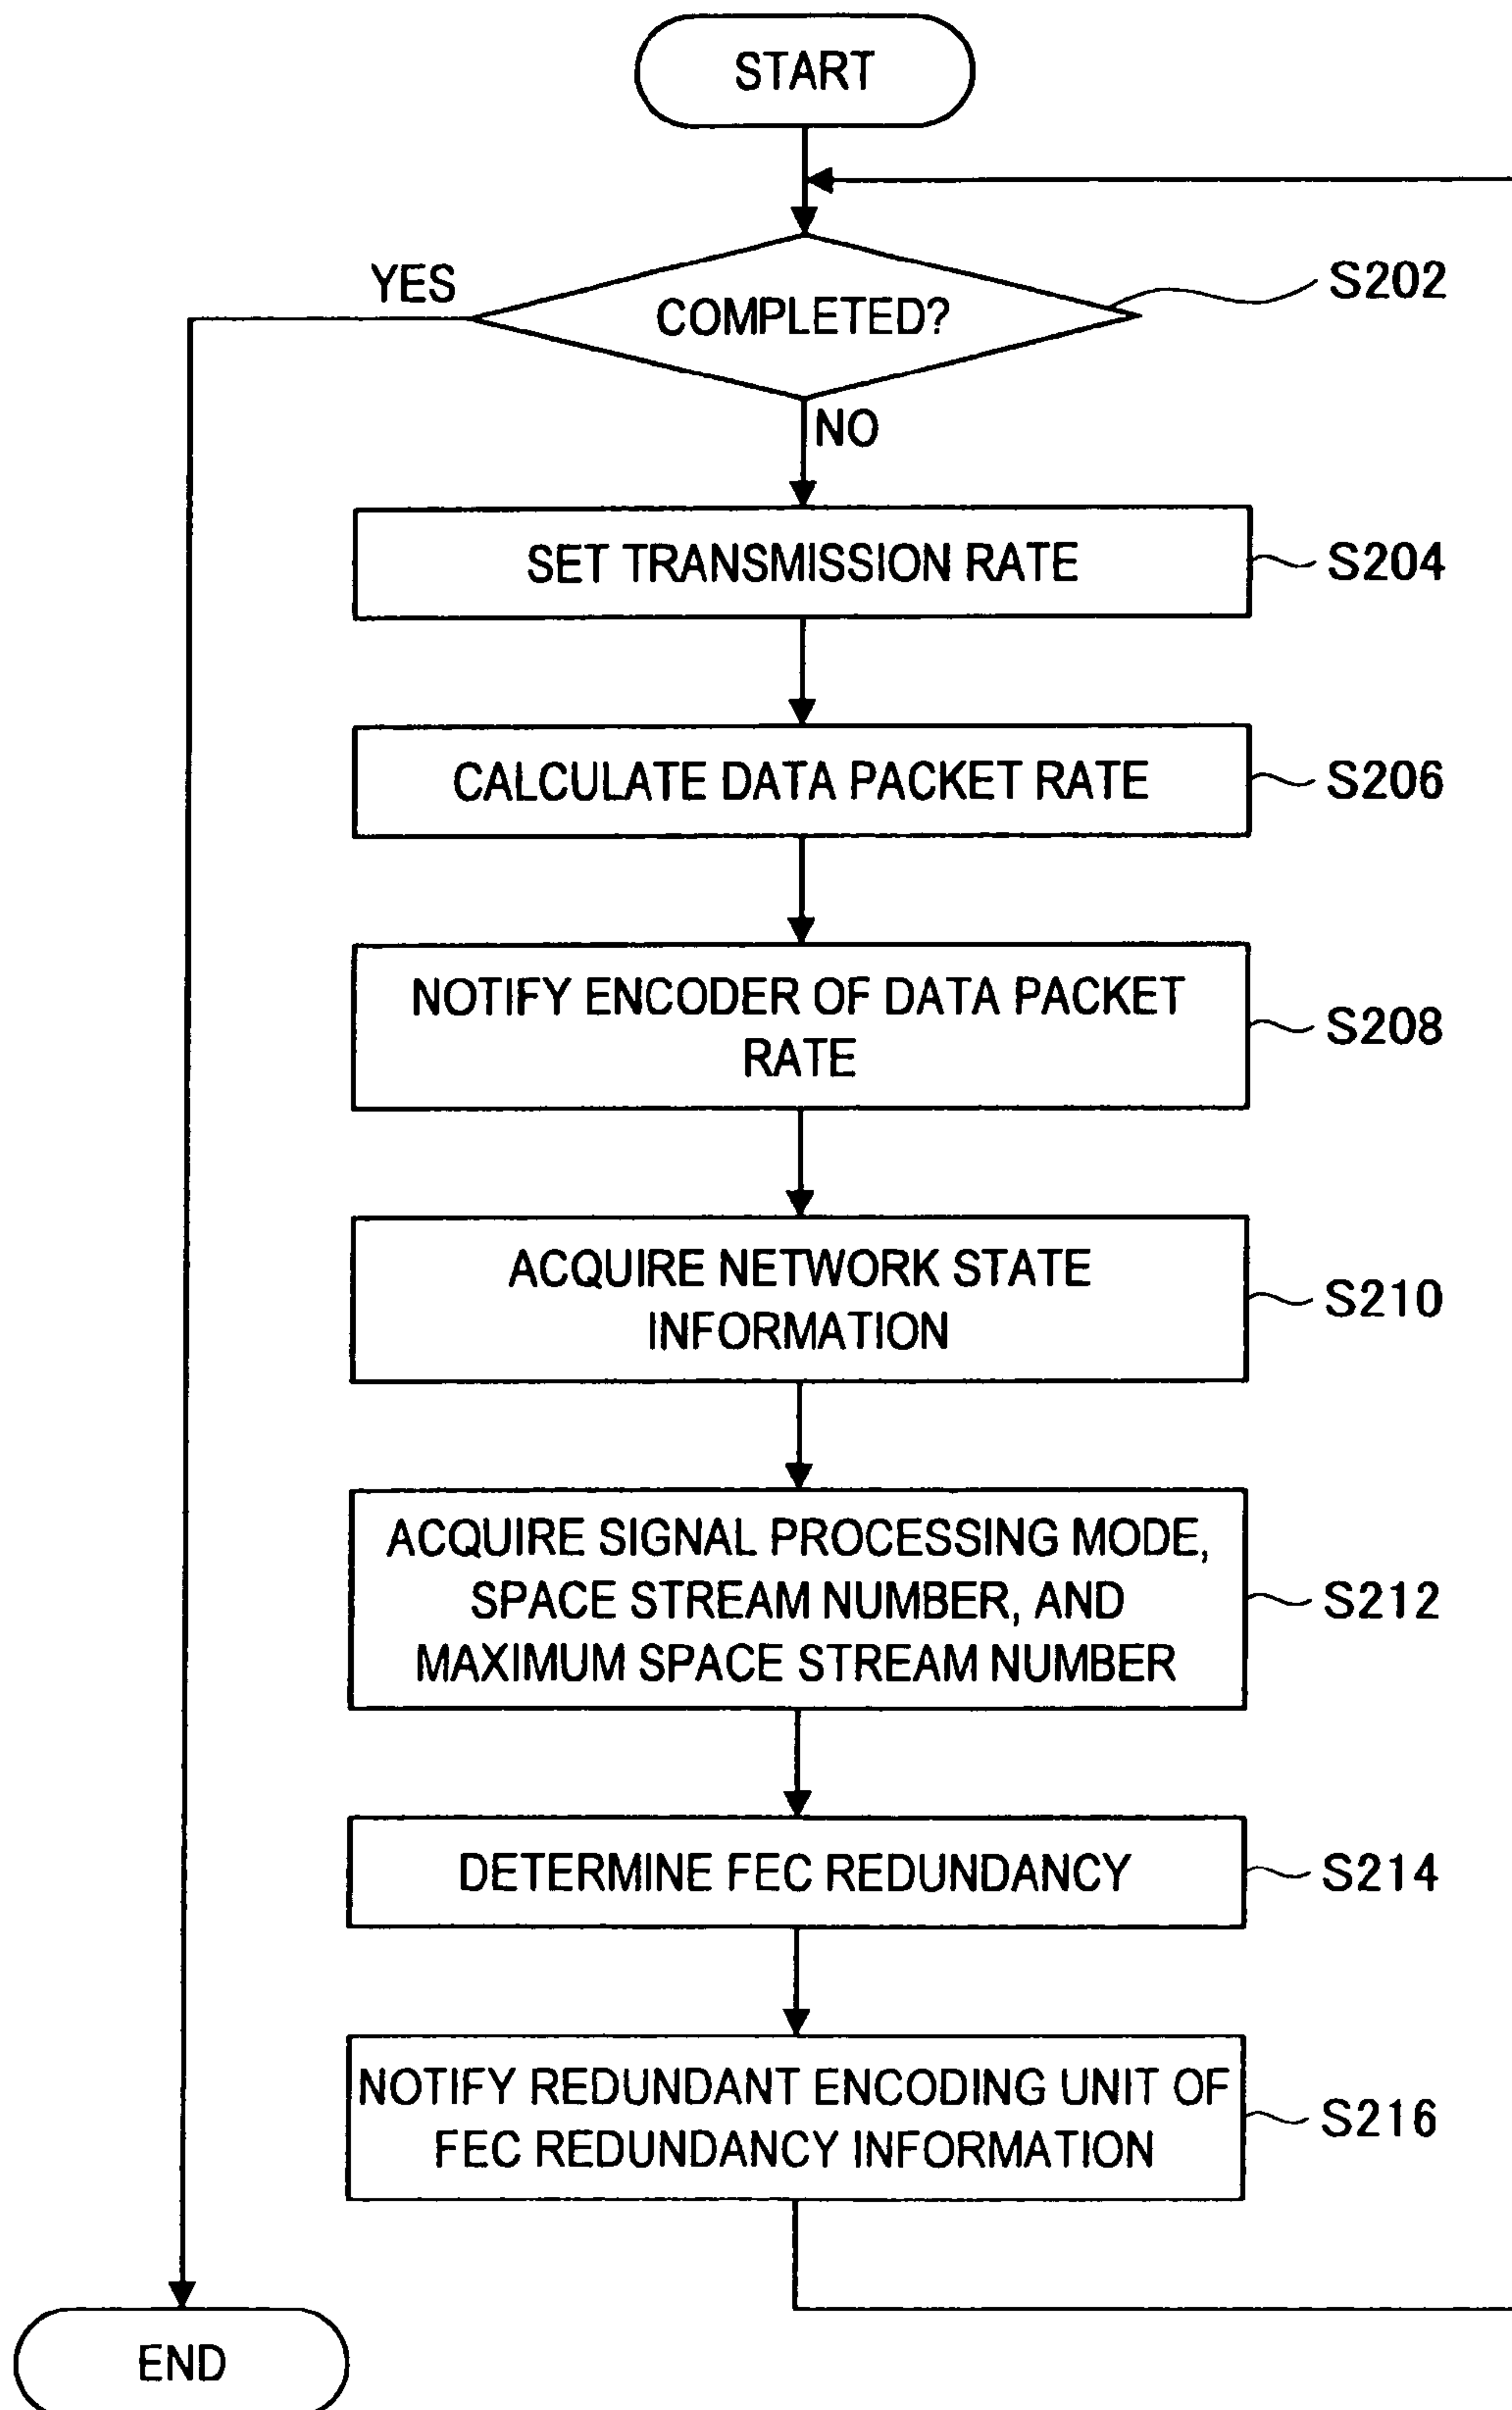 START
YES
COMPLETED?
S202
NO
SET TRANSMISSION RATE
S204
CALCULATE DATA PACKET RATE
S206
NOTIFY ENCODER OF DATA PACKET
RATE
S208
ACQUIRE NETWORK STATE
INFORMATION
S210
ACQUIRE SIGNAL PROCESSING MODE,
SPACE STREAM NUMBER, AND
MAXIMUM SPACE STREAM NUMBER
S212
DETERMINE FEC REDUNDANCY
S214
NOTIFY REDUNDANT ENCODING UNIT OF
FEC REDUNDANCY INFORMATION
S216
END